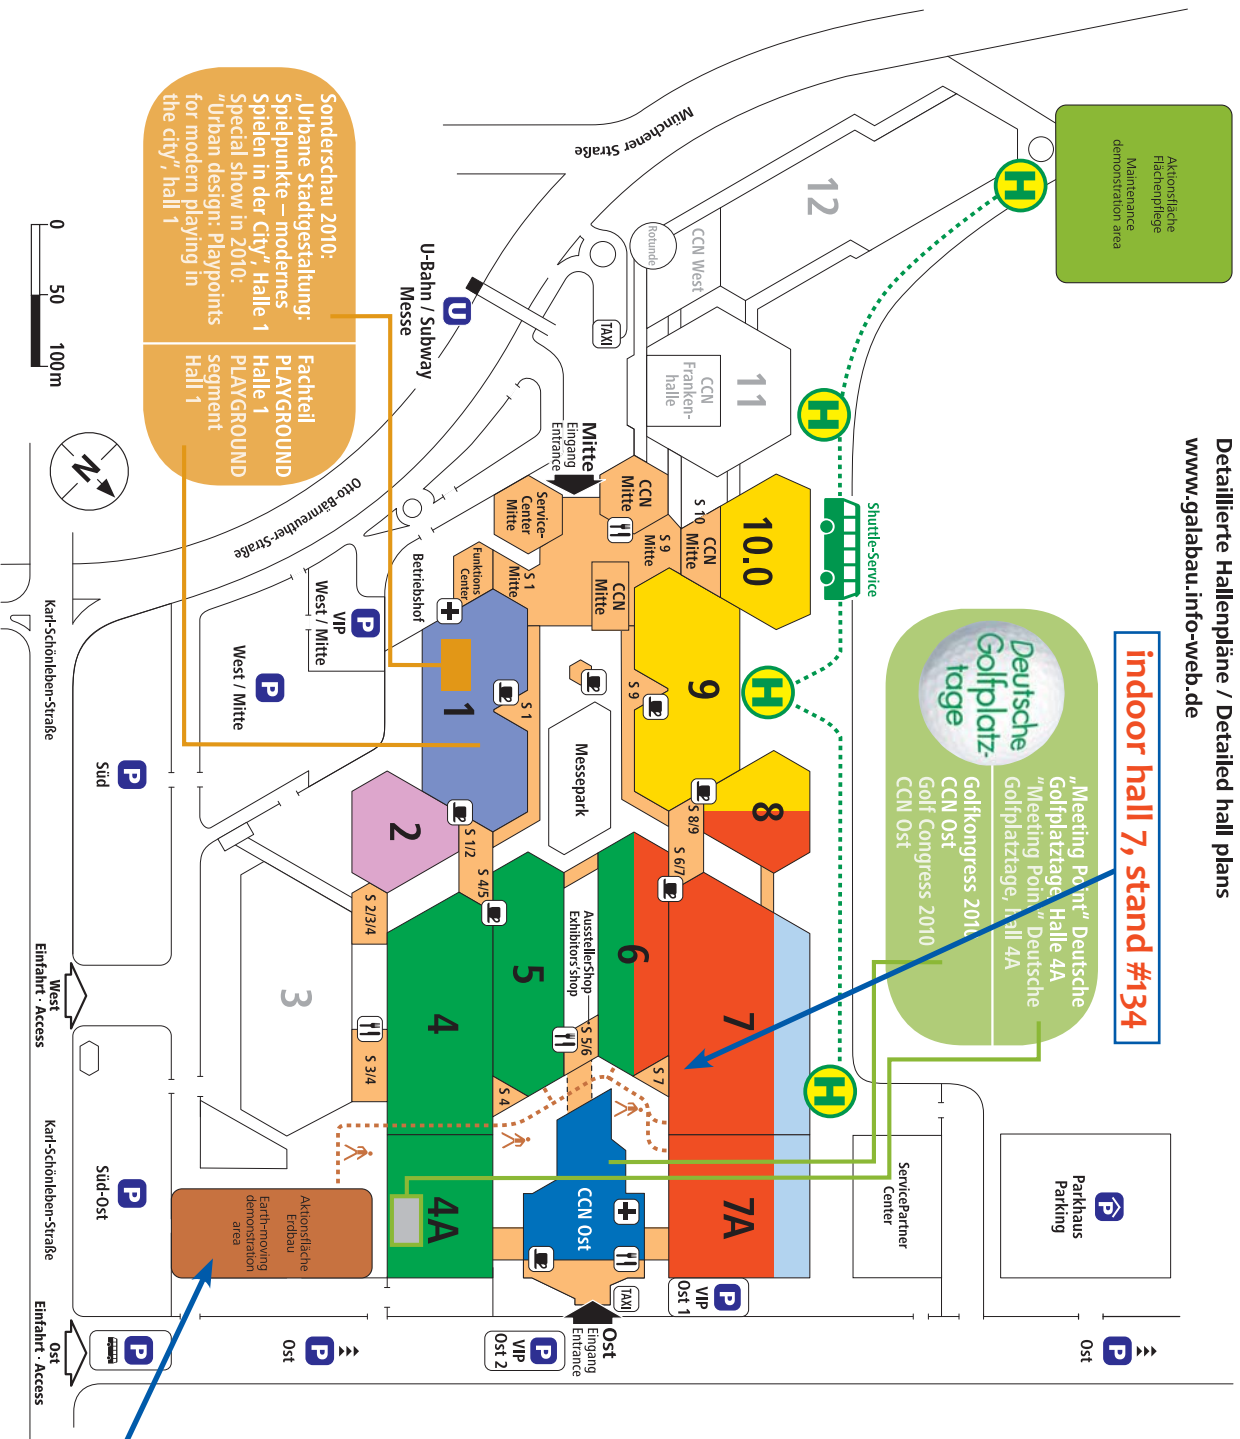 Detaillierte Hallenpläne / Detailed hall plans
www.galabau.info-web.de
indoor hall 7, stand #134
Aktionsfläche
Flächenpflege
Maintenance
demonstration area
Deutsche
Golfplatz-
tage
„Meeting Point“ Deutsche
Golfplatztage, Halle 4A
“Meeting Point” Deutsche
Golfplatztage, hall 4A
Golfkongress 2010
CCN Ost
Golf Congress 2010
CCN Ost
Shuttle-Service
H
H
H
H
Parkhaus
Parking
P
ServicePartner
Center
P
Ost
12
11
CCN
Franken-
halle
CCN West
Rotunde
Münchener Straße
TAXI
10.0
9
8
7
7A
P
VIP
Ost 1
S 10
CCN
Mitte
S 9
Mitte
CCN
Mitte
CCN
Mitte
S 9
S 8/9
S 6/7
S 7
6
Mitte
Eingang
Entrance
Service-
Center
Mitte
Messepark
AusstellerShop
Exhibitors'shop
S 5/6
CCN Ost
TAXI
Ost
Eingang
Entrance
P
VIP
Ost 2
S 1
Mitte
Funktions
Center
S 1
1
S 1/2
S 4/5
5
S 4
4
4A
2
S 2/3/4
S 3/4
3
Betriebshof
U
U-Bahn / Subway
Messe
Otto-Bärnreuther-Straße
P
VIP
West / Mitte
P
West / Mitte
P
Süd
P
Süd-Ost
Aktionsfläche
Erdbau
Earth-moving
demonstration
area
P
Ost
P
Sonderschau 2010:
„Urbane Stadtgestaltung:
Spielpunkte – modernes
Spielen in der City“, Halle 1
Special show in 2010:
“Urban design: Playpoints
for modern playing in
the city”, hall 1
Fachteil
PLAYGROUND
Halle 1
PLAYGROUND
segment
Hall 1
N
0 50 100m
Karl-Schönleben-Straße
West
Einfahrt · Access
Karl-Schönleben-Straße
Ost
Einfahrt · Access